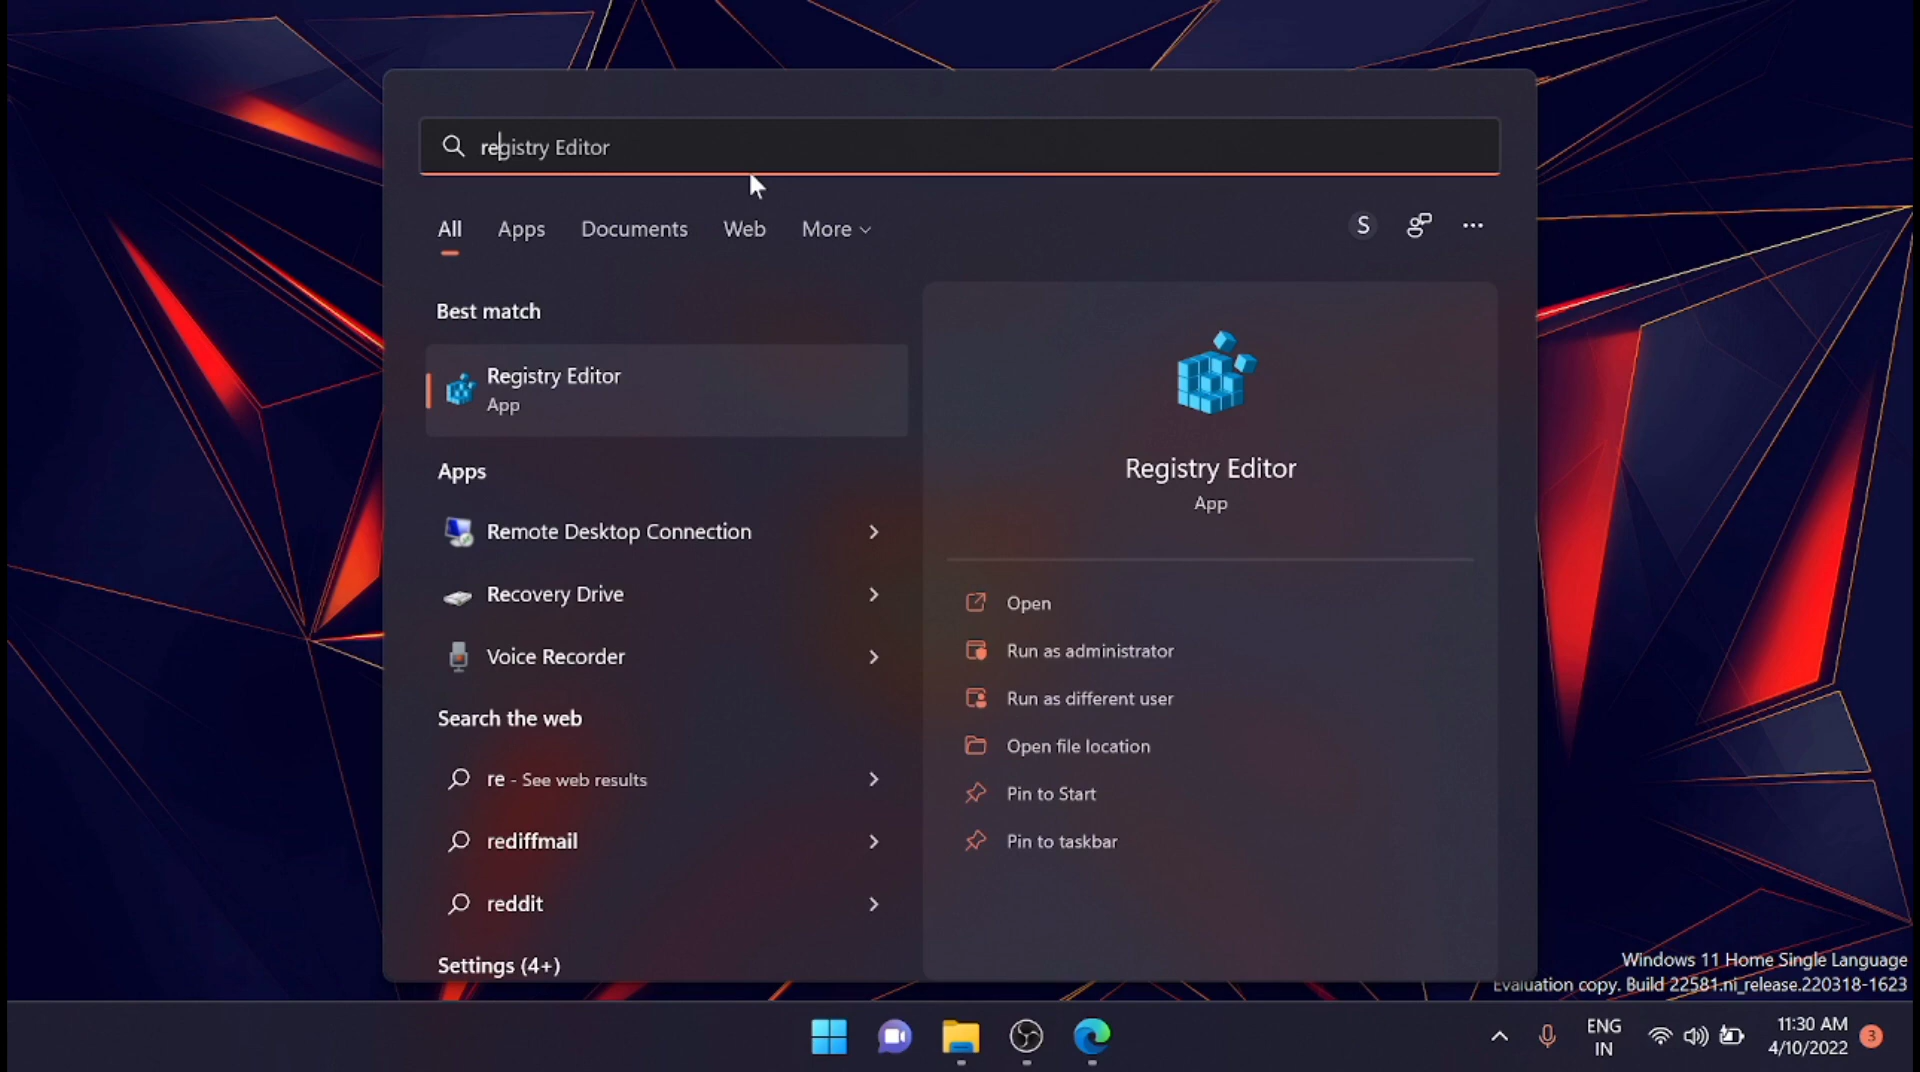 registry Editor
All Apps Documents Web More
S
Best match
Registry Editor
App
Apps
Remote Desktop Connection
Recovery Drive
Voice Recorder
Search the web
re - See web results
rediffmail
reddit
Settings (4+)
Registry Editor
App
Open
Run as administrator
Run as different user
Open file location
Pin to Start
Pin to taskbar
Windows 11 Home Single Language
Evaluation copy. Build 22581.ni_release.220318-1623
ENG
IN
11:30 AM
4/10/2022
3